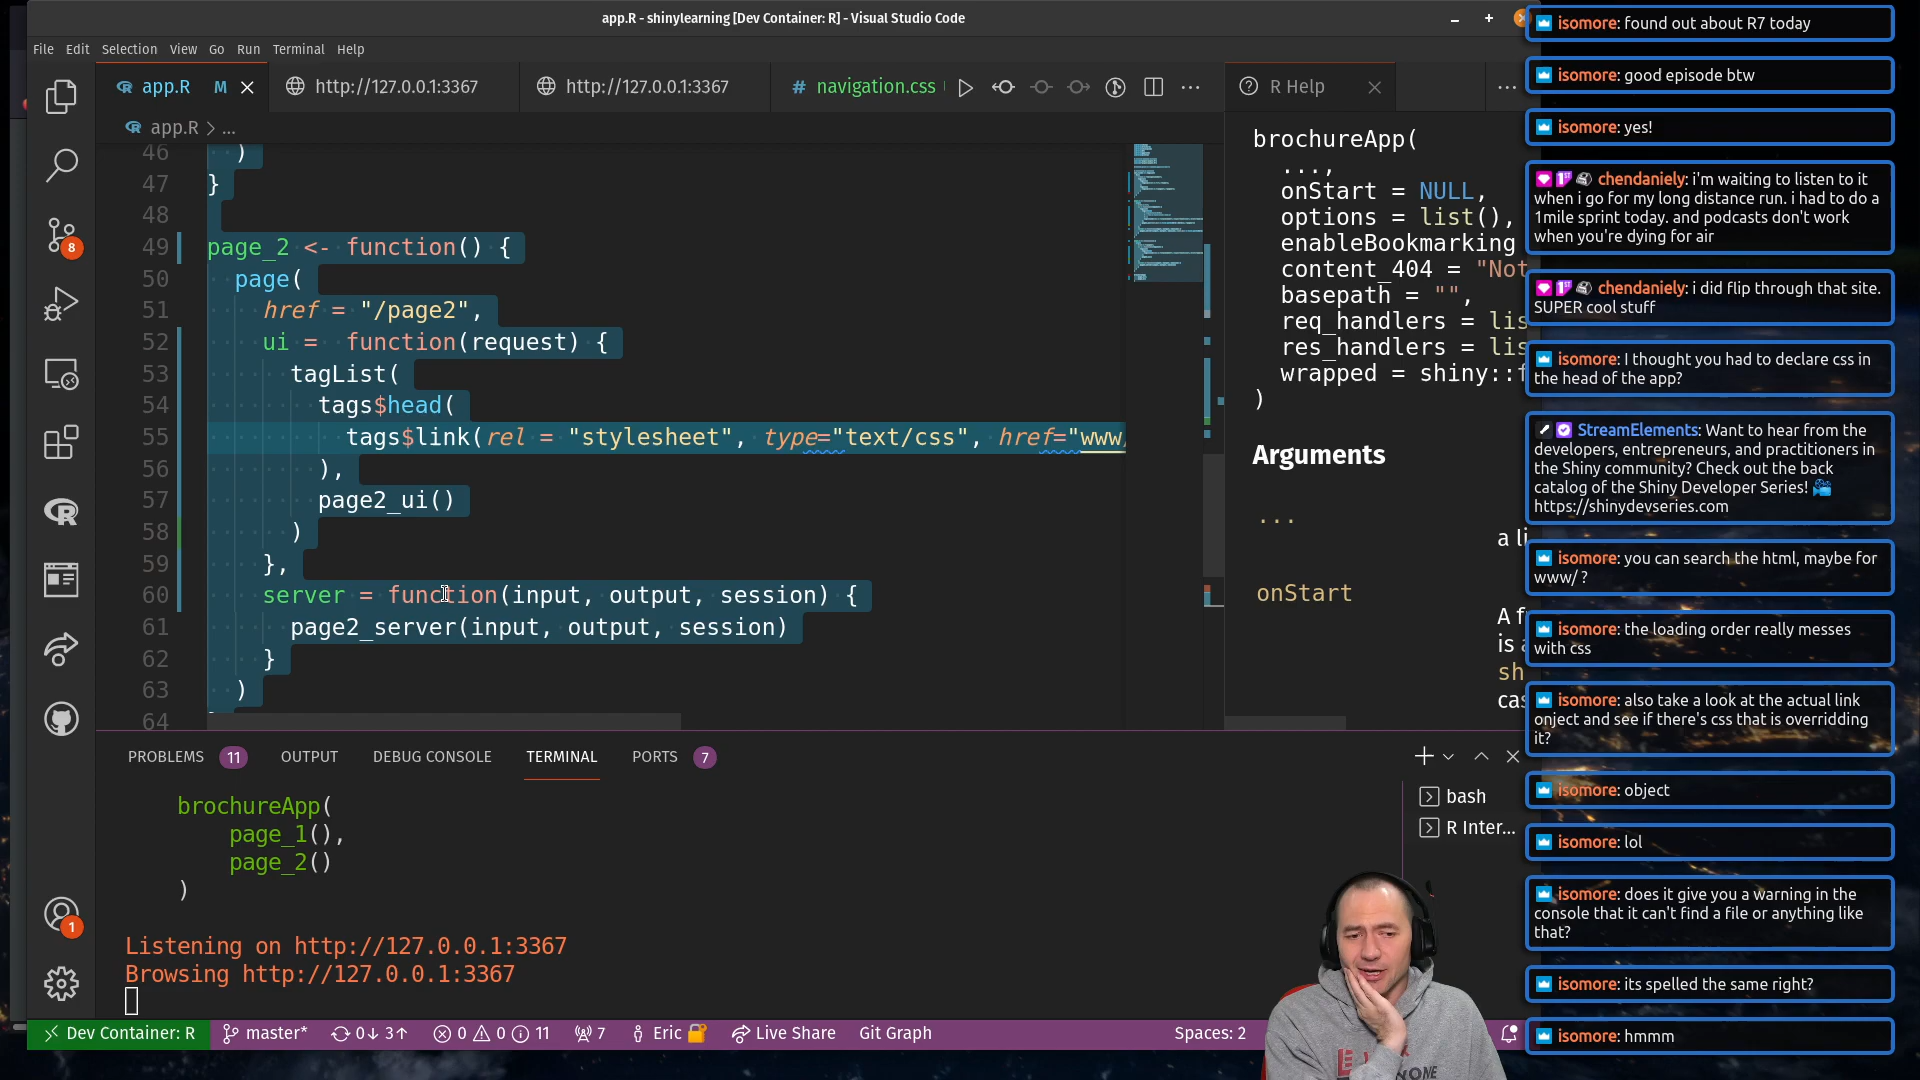 app.R - shinylearning [Dev Container: R] - Visual Studio Code
File Edit Selection View Go Run Terminal Help
app.R M
http://127.0.0.1:3367
http://127.0.0.1:3367
# navigation.css
R Help
app.R > ...
46 )
47 }
48
49 page_2 <- function() {
50 page(
51 href = "/page2",
52 ui = function(request) {
53 tagList(
54 tags$head(
55 tags$link(rel = "stylesheet", type="text/css", href="www
56 ),
57 page2_ui()
58 )
59 },
60 server = function(input, output, session) {
61 page2_server(input, output, session)
62 }
63 )
64
brochureApp(
...,
onStart = NULL,
options = list(),
enableBookmarking
content_404 = "Not
basepath = "",
req_handlers = lis
res_handlers = lis
wrapped = shiny::f
)
Arguments
...
a li
onStart
A f
is a
sh
cas
8
1
PROBLEMS 11 OUTPUT DEBUG CONSOLE TERMINAL PORTS 7
brochureApp(
page_1(),
page_2()
)
Listening on http://127.0.0.1:3367
Browsing http://127.0.0.1:3367
bash
R Inter...
Dev Container: R master* 0↓ 3↑ 0 0 11 7 Eric Live Share Git Graph Spaces: 2
isomore: found out about R7 today
isomore: good episode btw
isomore: yes!
chendaniely: i'm waiting to listen to it
when i go for my long distance run. i had to do a
1mile sprint today. and podcasts don't work
when you're dying for air
chendaniely: i did flip through that site.
SUPER cool stuff
isomore: I thought you had to declare css in
the head of the app?
StreamElements: Want to hear from the
developers, entrepreneurs, and practitioners in
the Shiny community? Check out the back
catalog of the Shiny Developer Series!
https://shinydevseries.com
isomore: you can search the html, maybe for
www/ ?
isomore: the loading order really messes
with css
isomore: also take a look at the actual link
onject and see if there's css that is overridding
it?
isomore: object
isomore: lol
isomore: does it give you a warning in the
console that it can't find a file or anything like
that?
isomore: its spelled the same right?
isomore: hmmm